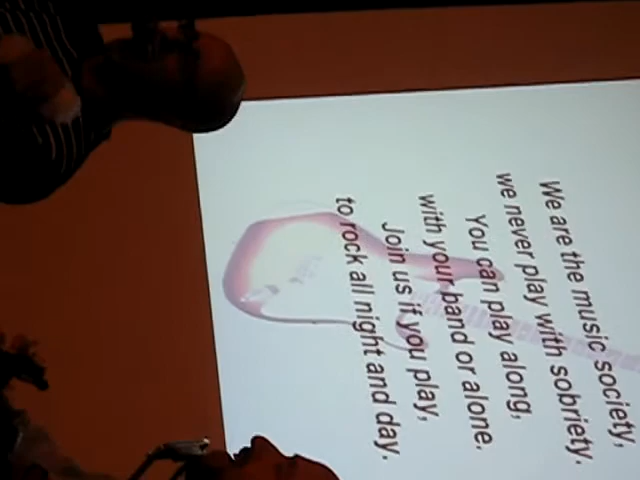 We are the music society,
we never play with sobriety.
You can play along,
with your band or alone.
Join us if you play,
to rock all night and day.